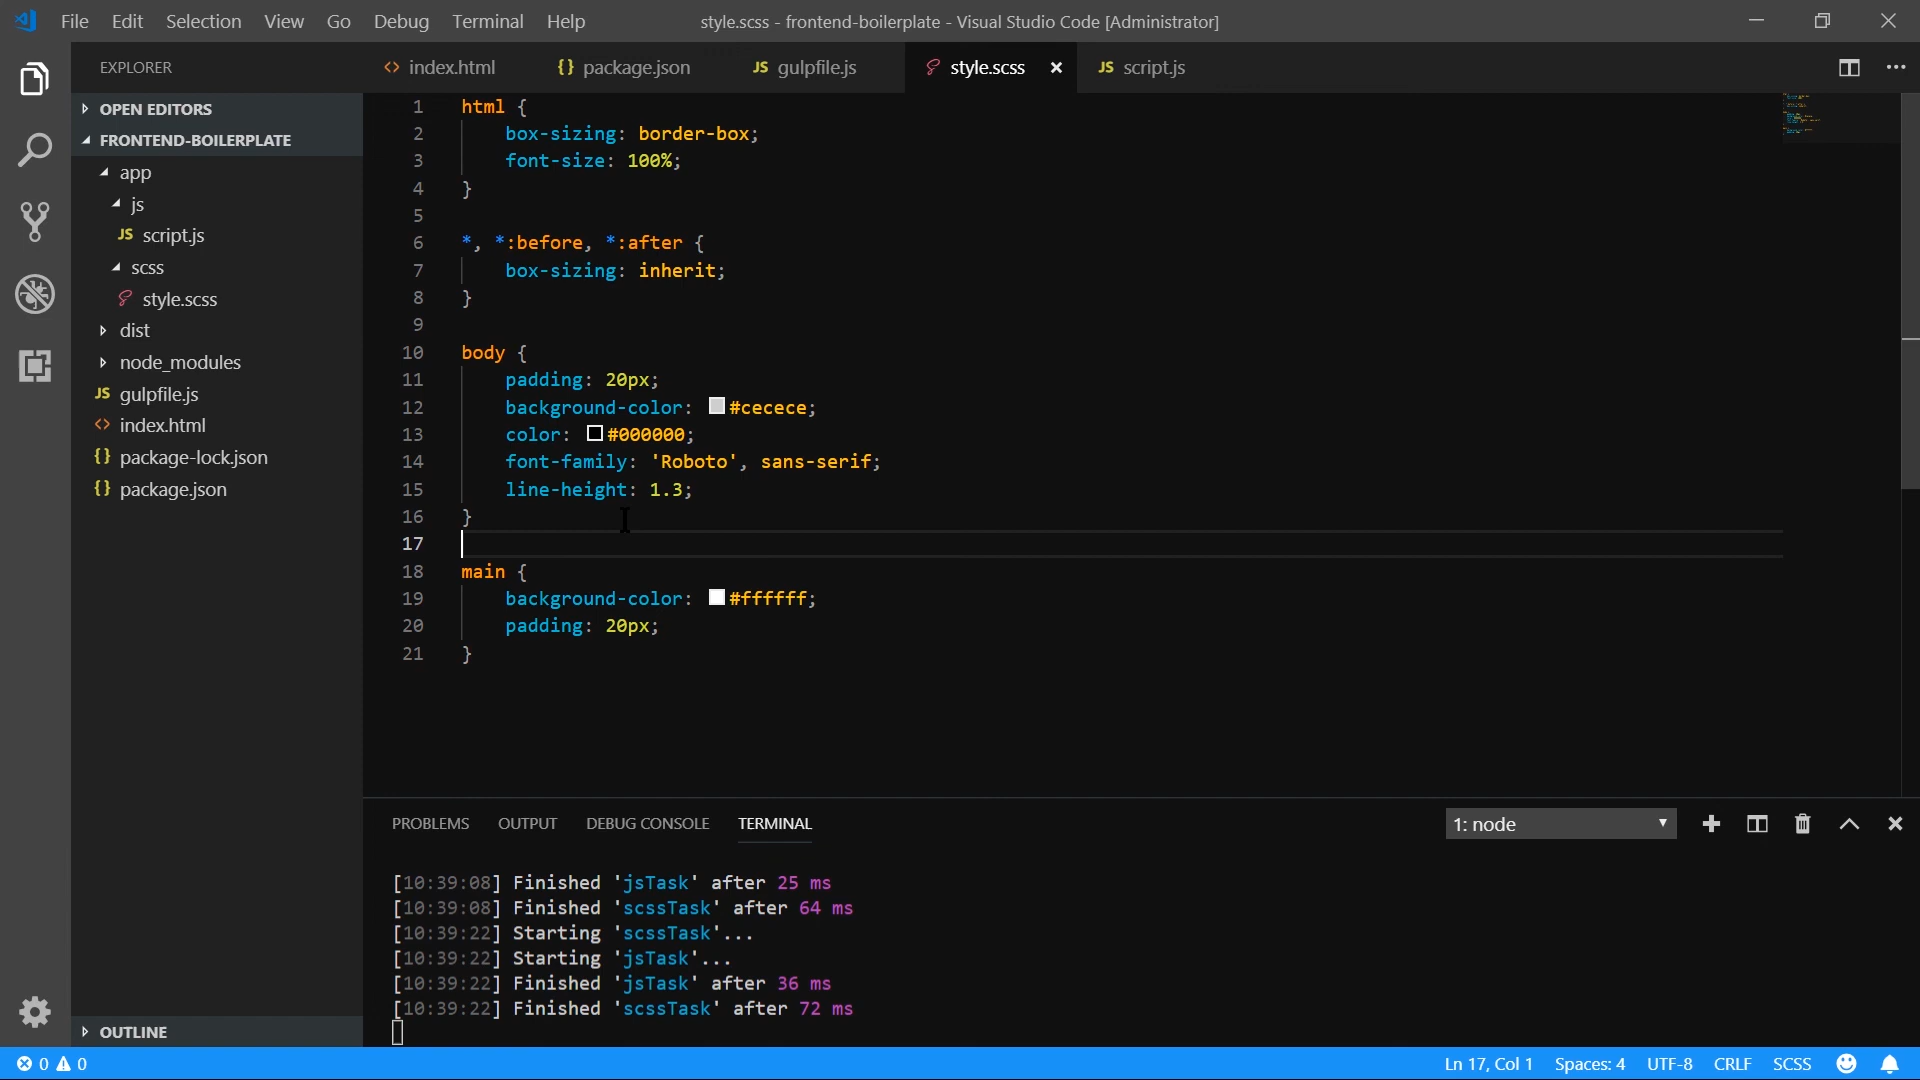 File Edit Selection View Go Debug Terminal Help style.scss - frontend-boilerplate - Visual Studio Code [Administrator]
EXPLORER
index.html {} package.json JS gulpfile.js style.scss JS script.js
OPEN EDITORS
FRONTEND-BOILERPLATE
app
js
JS script.js
scss
style.scss
dist
node_modules
JS gulpfile.js
<> index.html
{} package-lock.json
{} package.json
OUTLINE
1 html {
2 box-sizing: border-box;
3 font-size: 100%;
4 }
5
6 *, *:before, *:after {
7 box-sizing: inherit;
8 }
9
10 body {
11 padding: 20px;
12 background-color: #cecece;
13 color: #000000;
14 font-family: 'Roboto', sans-serif;
15 line-height: 1.3;
16 }
17
18 main {
19 background-color: #ffffff;
20 padding: 20px;
21 }
PROBLEMS OUTPUT DEBUG CONSOLE TERMINAL 1: node
[10:39:08] Finished 'jsTask' after 25 ms
[10:39:08] Finished 'scssTask' after 64 ms
[10:39:22] Starting 'scssTask'...
[10:39:22] Starting 'jsTask'...
[10:39:22] Finished 'jsTask' after 36 ms
[10:39:22] Finished 'scssTask' after 72 ms
0 0 Ln 17, Col 1 Spaces: 4 UTF-8 CRLF SCSS